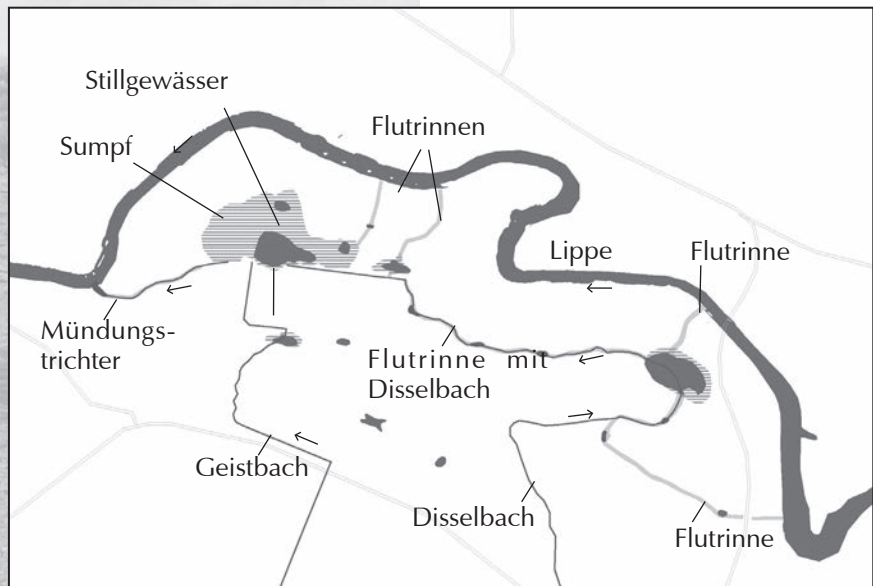 Stillgewässer
Flutrinnen
Sumpf
Lippe
Flutrinne
Mündungs-
trichter
Flutrinne mit
Disselbach
Geistbach
Disselbach
Flutrinne